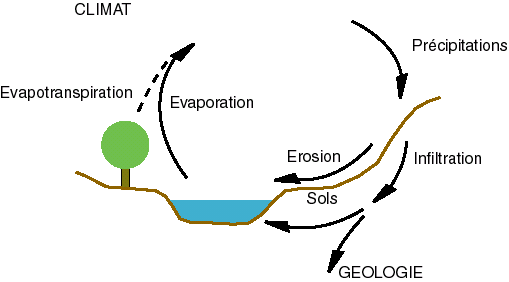 CLIMAT
Précipitations
Evapotranspiration
Evaporation
Erosion
Infiltration
Sols
GEOLOGIE